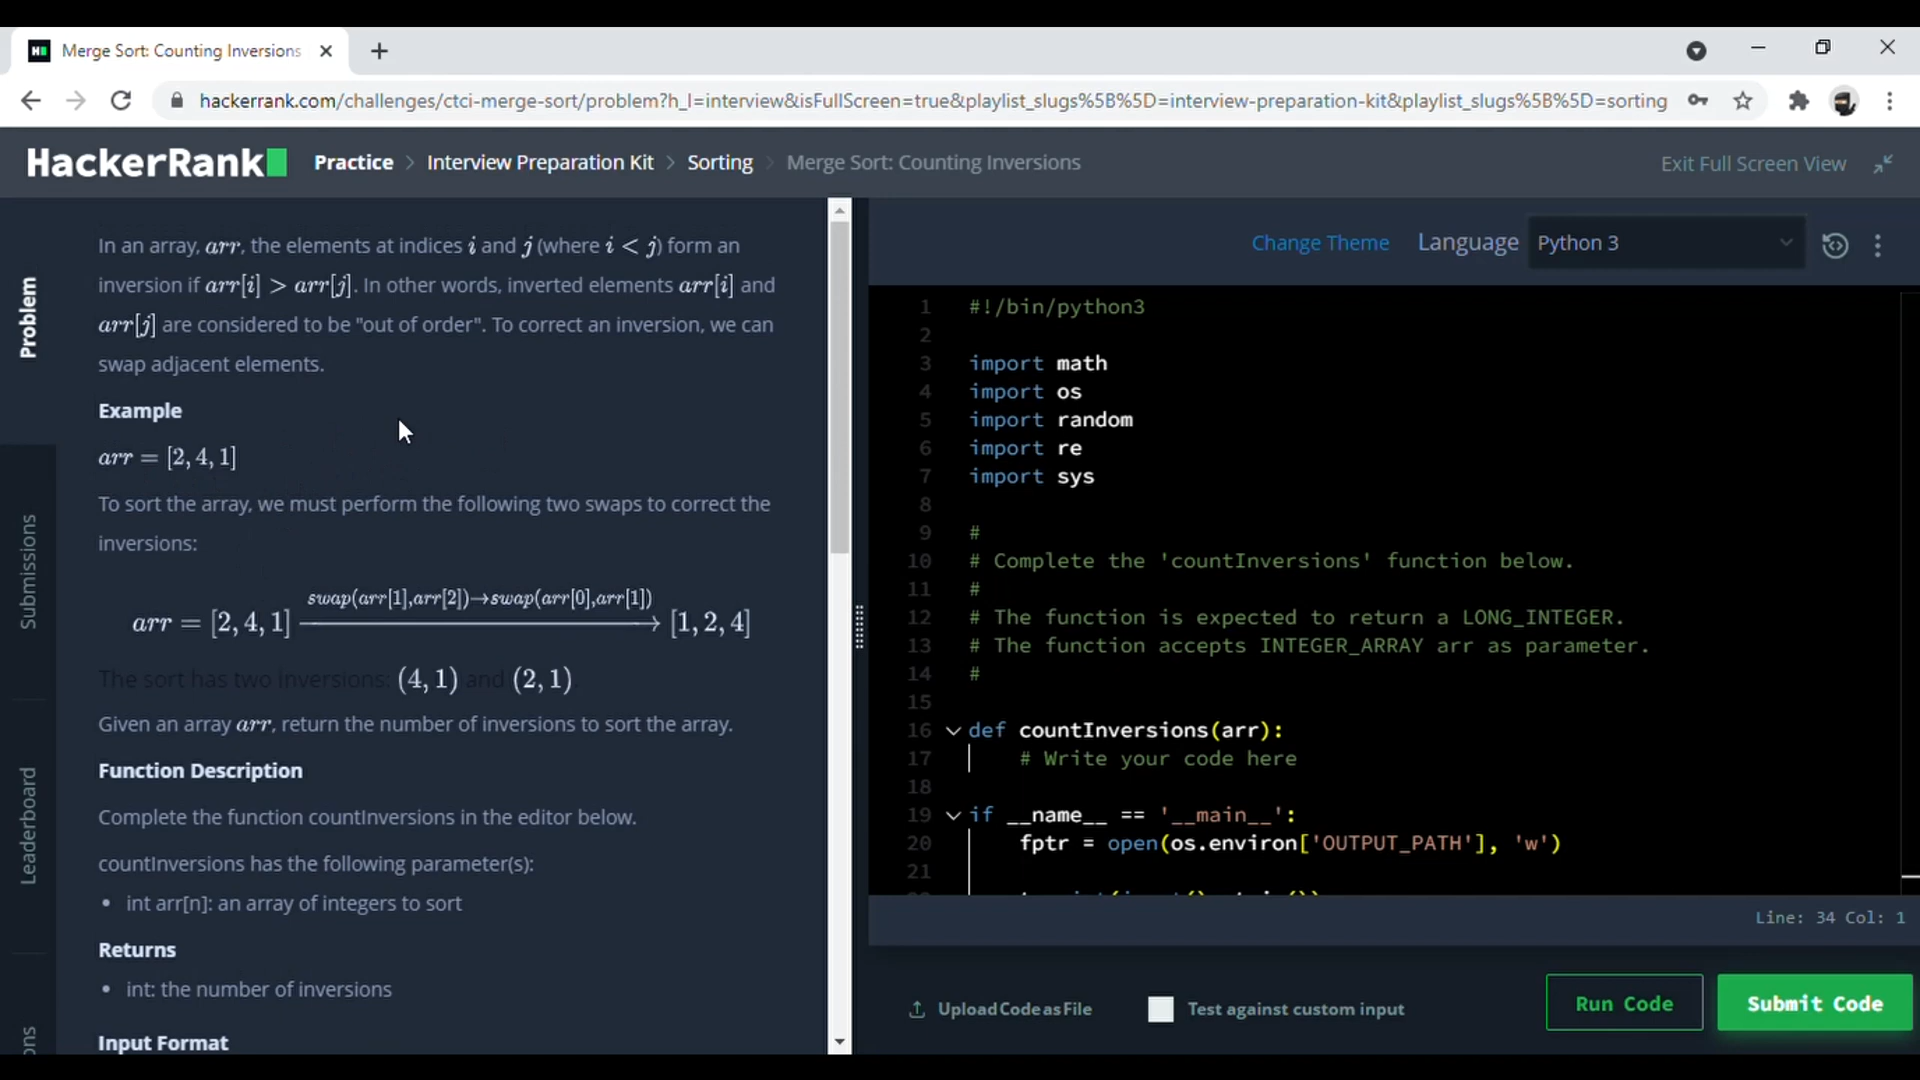 Merge Sort: Counting Inversions
hackerrank.com/challenges/ctci-merge-sort/problem?h_l=interview&isFullScreen=true&playlist_slugs%5B%5D=interview-preparation-kit&playlist_slugs%5B%5D=sorting
HackerRank Practice > Interview Preparation Kit > Sorting > Merge Sort: Counting Inversions
Exit Full Screen View
Problem
Submissions
Leaderboard
In an array, arr, the elements at indices i and j (where i < j) form an
inversion if arr[i] > arr[j]. In other words, inverted elements arr[i] and
arr[j] are considered to be "out of order". To correct an inversion, we can
swap adjacent elements.
Example
arr = [2, 4, 1]
To sort the array, we must perform the following two swaps to correct the
inversions:
swap(arr[1],arr[2])→swap(arr[0],arr[1])
arr = [2, 4, 1] ⟶ [1, 2, 4]
The sort has two inversions: (4, 1) and (2, 1).
Given an array arr, return the number of inversions to sort the array.
Function Description
Complete the function countInversions in the editor below.
countInversions has the following parameter(s):
• int arr[n]: an array of integers to sort
Returns
• int: the number of inversions
Input Format
Change Theme Language Python 3
1 #!/bin/python3
2
3 import math
4 import os
5 import random
6 import re
7 import sys
8
9 #
10 # Complete the 'countInversions' function below.
11 #
12 # The function is expected to return a LONG_INTEGER.
13 # The function accepts INTEGER_ARRAY arr as parameter.
14 #
15
16 def countInversions(arr):
17 # Write your code here
18
19 if __name__ == '__main__':
20 fptr = open(os.environ['OUTPUT_PATH'], 'w')
21
Line: 34 Col: 1
Upload Code as File
Test against custom input
Run Code
Submit Code